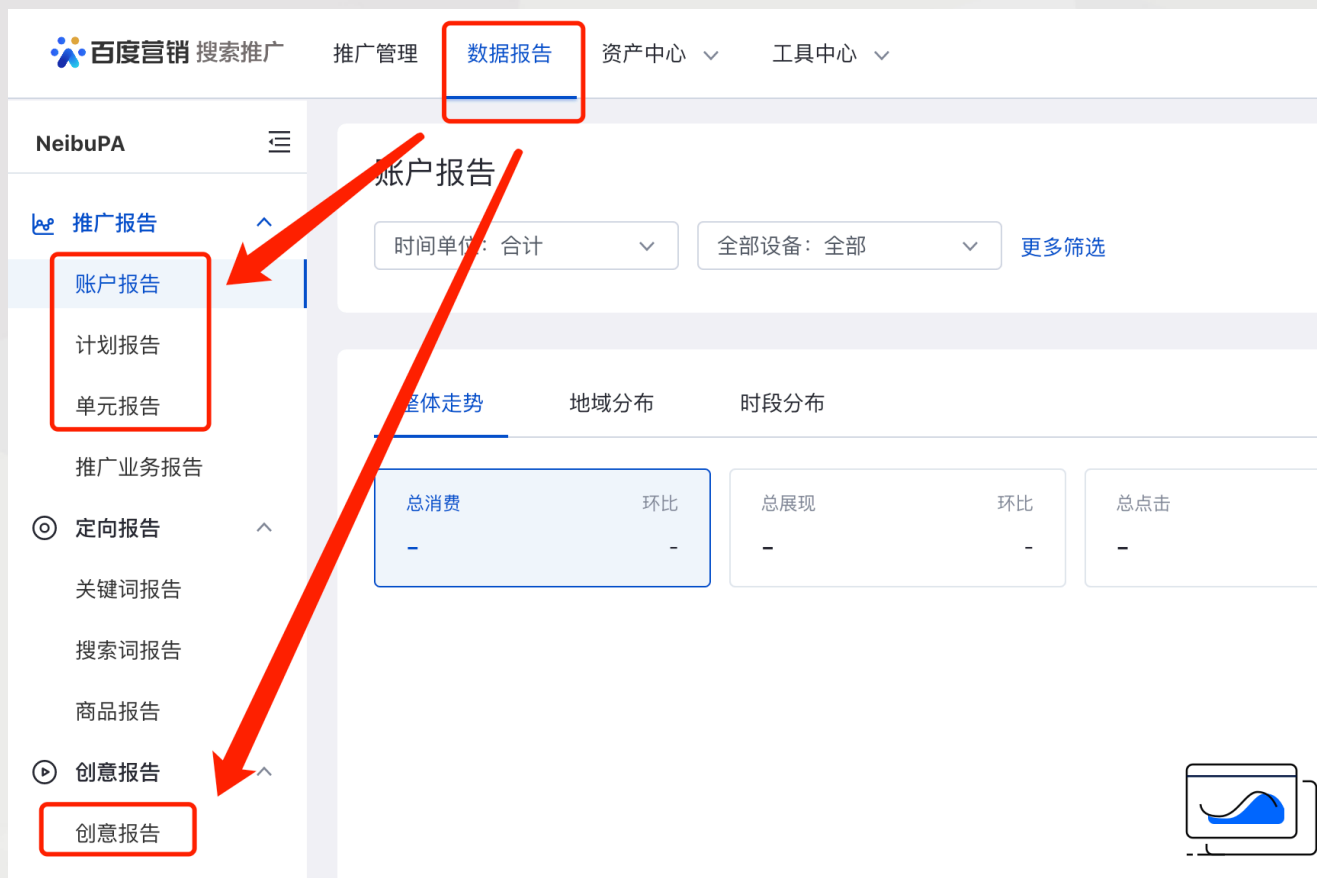 百度营销 搜索推广 推广管理 数据报告 资产中心 工具中心
NeibuPA
推广报告
账户报告
计划报告
单元报告
推广业务报告
定向报告
关键词报告
搜索词报告
商品报告
创意报告
创意报告
账户报告
时间单位：合计 全部设备：全部 更多筛选
整体走势 地域分布 时段分布
总消费 环比 总展现 环比 总点击
– - – - –